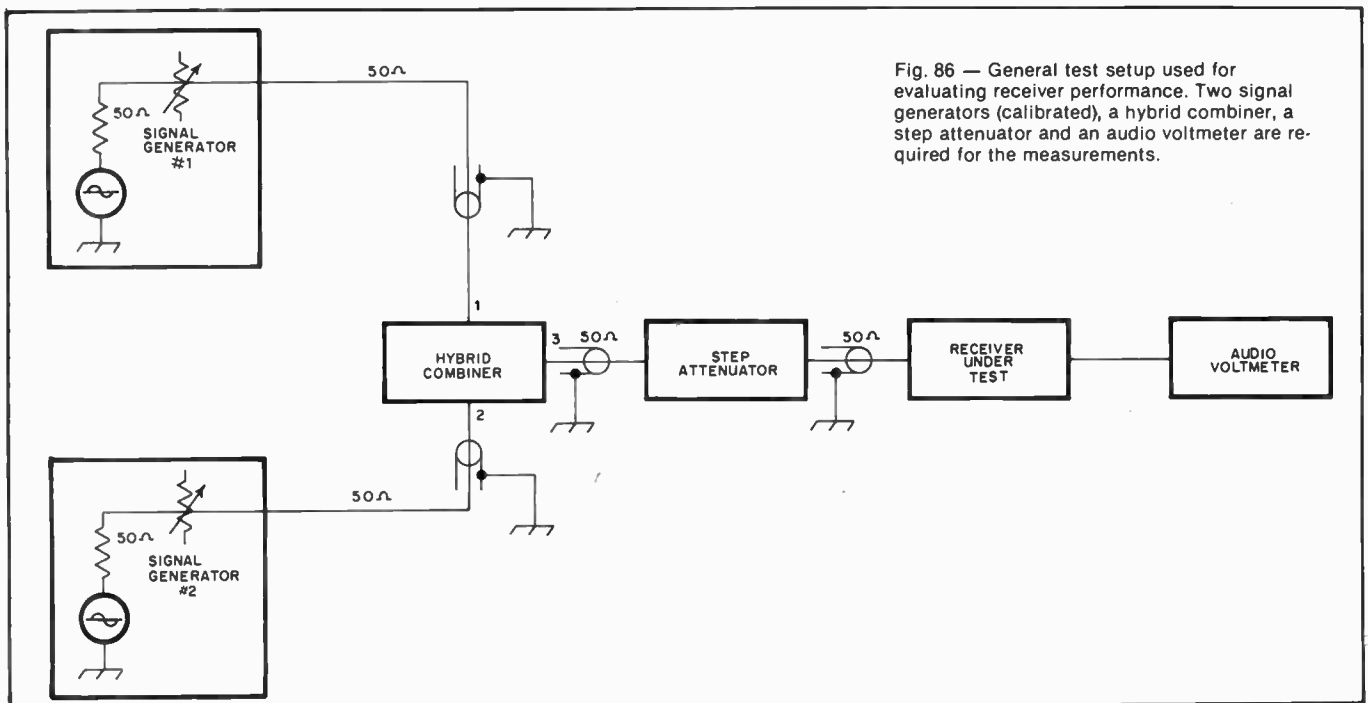 50Ω
Fig. 86 — General test setup used for
evaluating receiver performance. Two signal
generators (calibrated), a hybrid combiner, a
step attenuator and an audio voltmeter are re-
quired for the measurements.
50Ω
SIGNAL
GENERATOR
#1
1
HYBRID
COMBINER
3
50Ω
STEP
ATTENUATOR
50Ω
RECEIVER
UNDER
TEST
AUDIO
VOLTMETER
2
50Ω
50Ω
SIGNAL
GENERATOR
#2